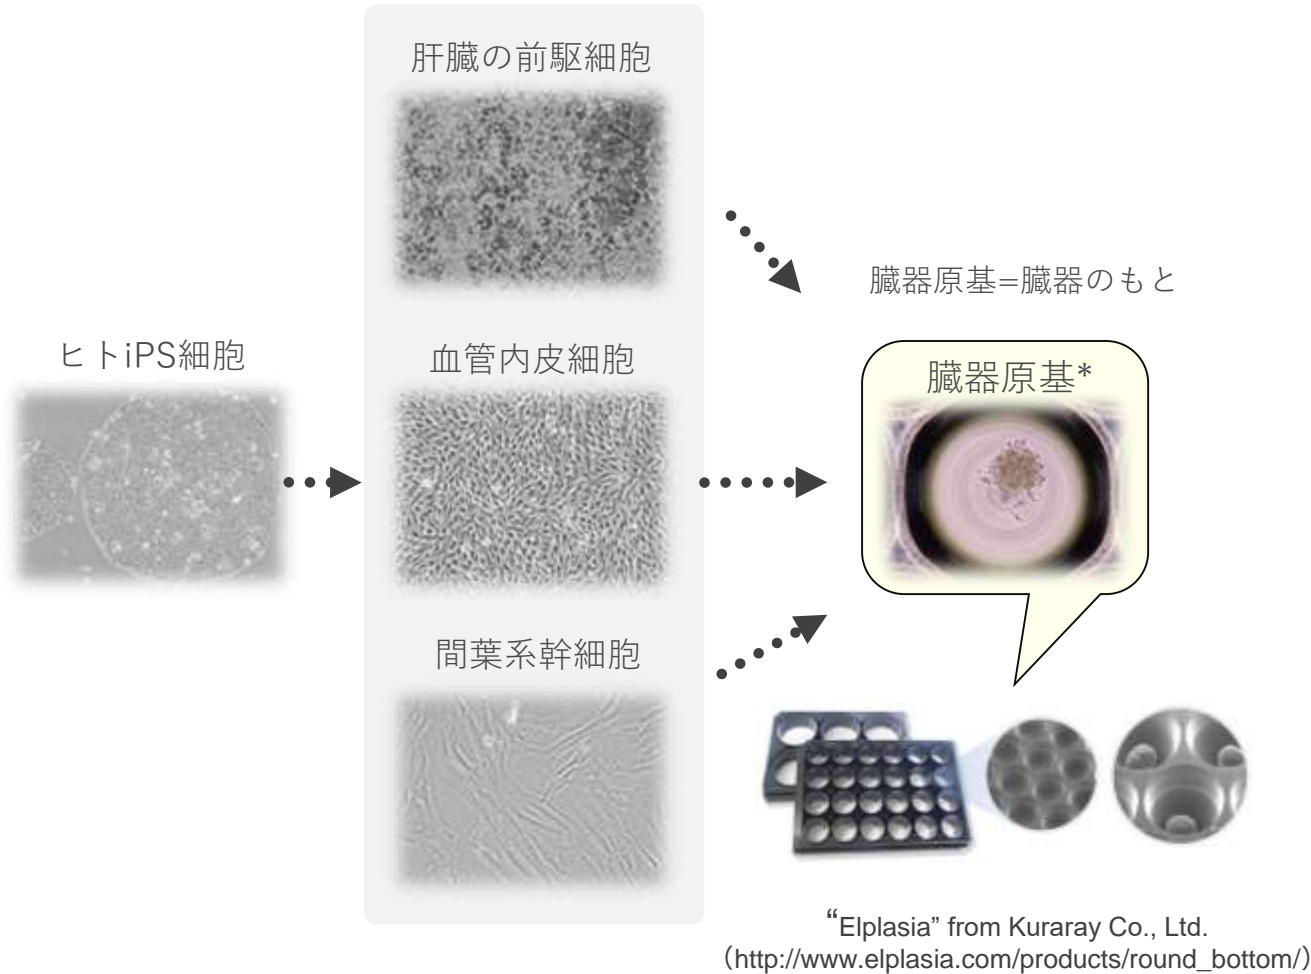 肝臓の前駆細胞
臓器原基=臓器のもと
ヒトiPS細胞
血管内皮細胞
臓器原基*
間葉系幹細胞
“Elplasia” from Kuraray Co., Ltd.
（http://www.elplasia.com/products/round_bottom/）